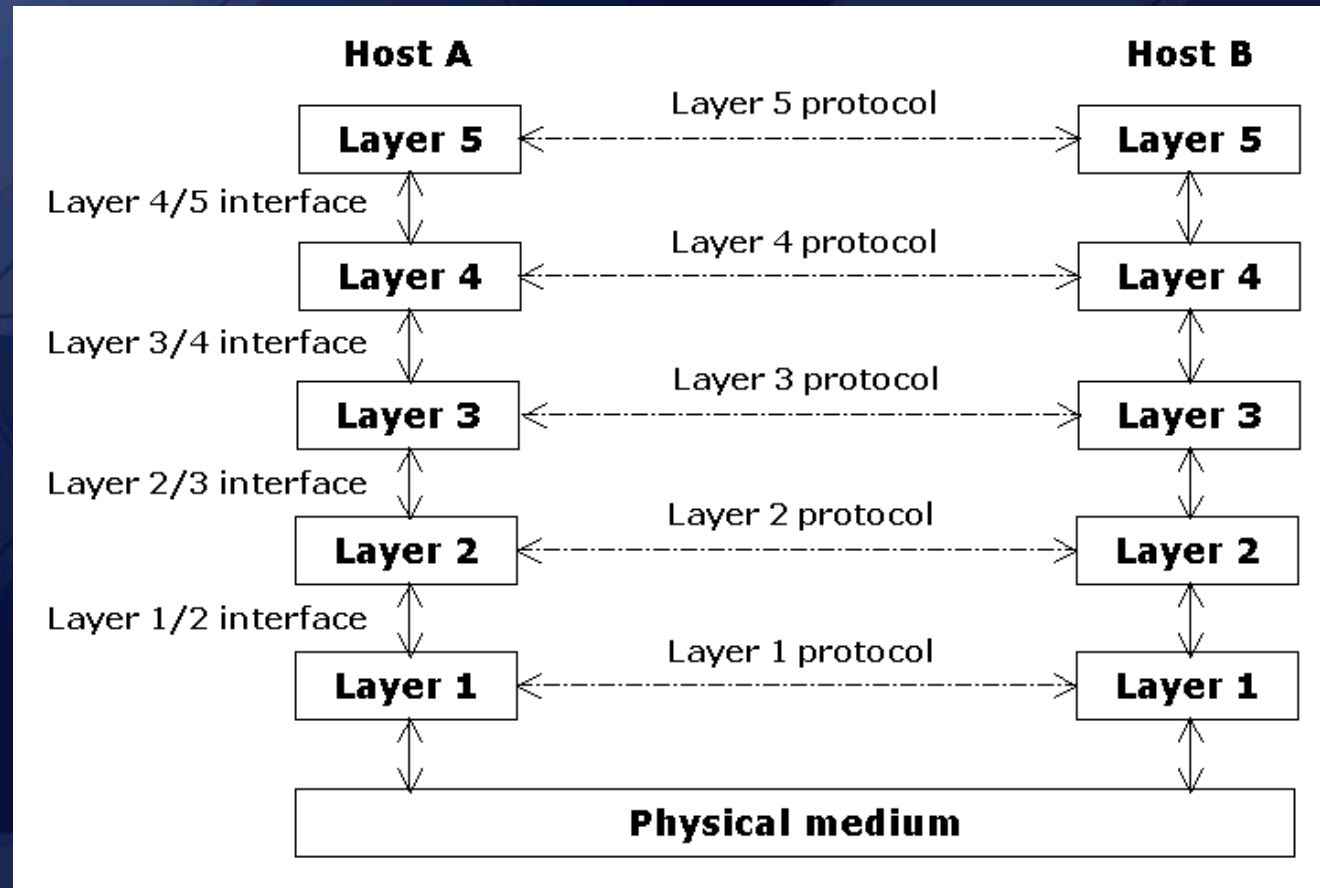 Host A
Host B
Layer 5 protocol
Layer 5
Layer 5
Layer 4/5 interface
Layer 4 protocol
Layer 4
Layer 4
Layer 3/4 interface
Layer 3 protocol
Layer 3
Layer 3
Layer 2/3 interface
Layer 2 protocol
Layer 2
Layer 2
Layer 1/2 interface
Layer 1 protocol
Layer 1
Layer 1
Physical medium